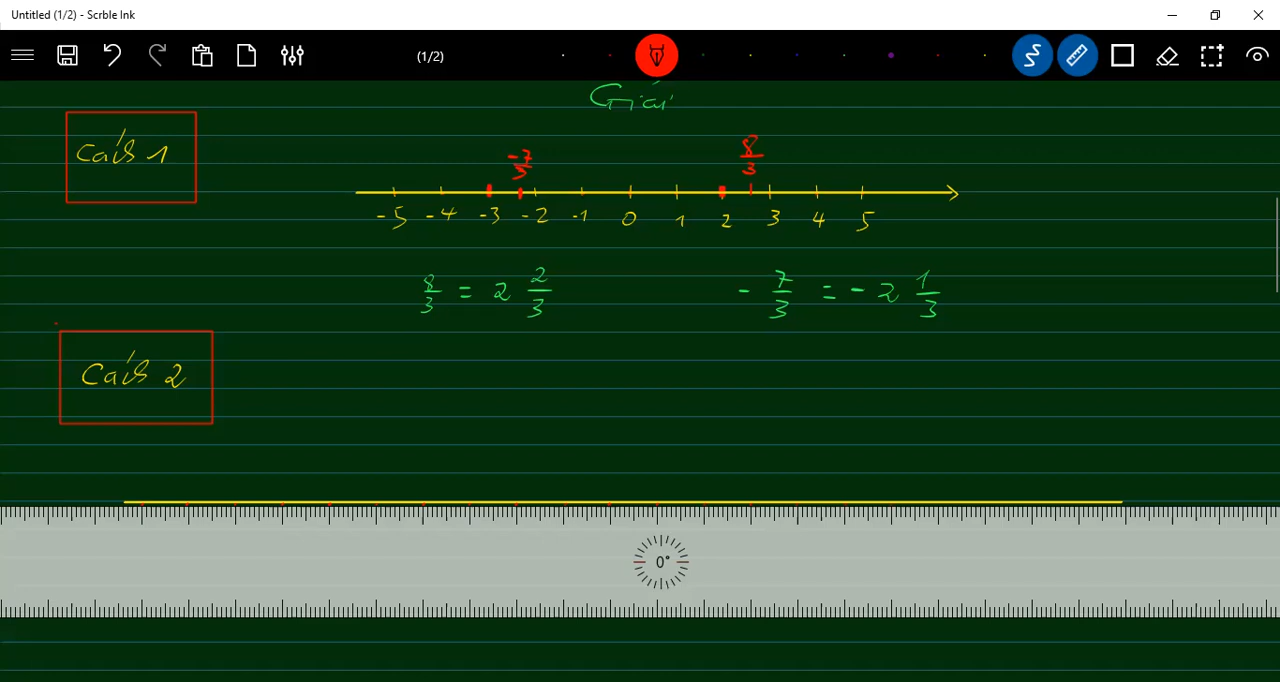 Untitled (1/2) - Scrble Ink
(1/2)
Giải
Cách 1
-7/3 8/3
-5 -4 -3 -2 -1 0 1 2 3 4 5
8/3 = 2 2/3 - 7/3 = - 2 1/3
Cách 2
0°